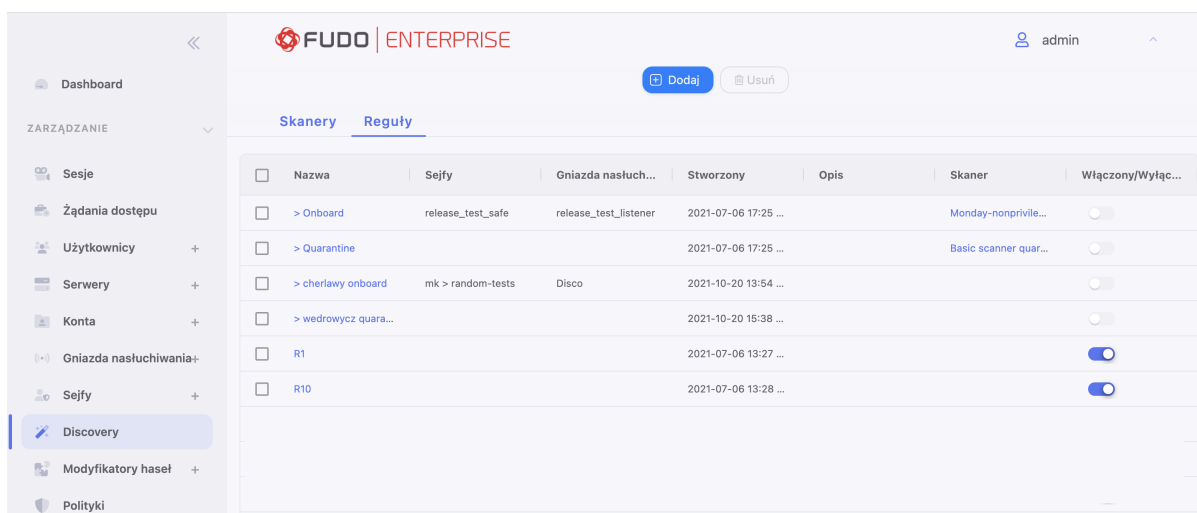 FUDO ENTERPRISE
admin
Dodaj Usuń
Dashboard
ZARZĄDZANIE
Sesje
Żądania dostępu
Użytkownicy +
Serwery +
Konta +
Gniazda nasłuchiwania+
Sejfy +
Discovery
Modyfikatory haseł +
Polityki
Skanery Reguły
Nazwa Sejfy Gniazda nasłuch... Stworzony Opis Skaner Włączony/Wyłąc...
> Onboard release_test_safe release_test_listener 2021-07-06 17:25 ... Monday-nonprivile...
> Quarantine 2021-07-06 17:25 ... Basic scanner quar...
> cherlawy onboard mk > random-tests Disco 2021-10-20 13:54 ...
> wedrowycz quara... 2021-10-20 15:38 ...
R1 2021-07-06 13:27 ...
R10 2021-07-06 13:28 ...